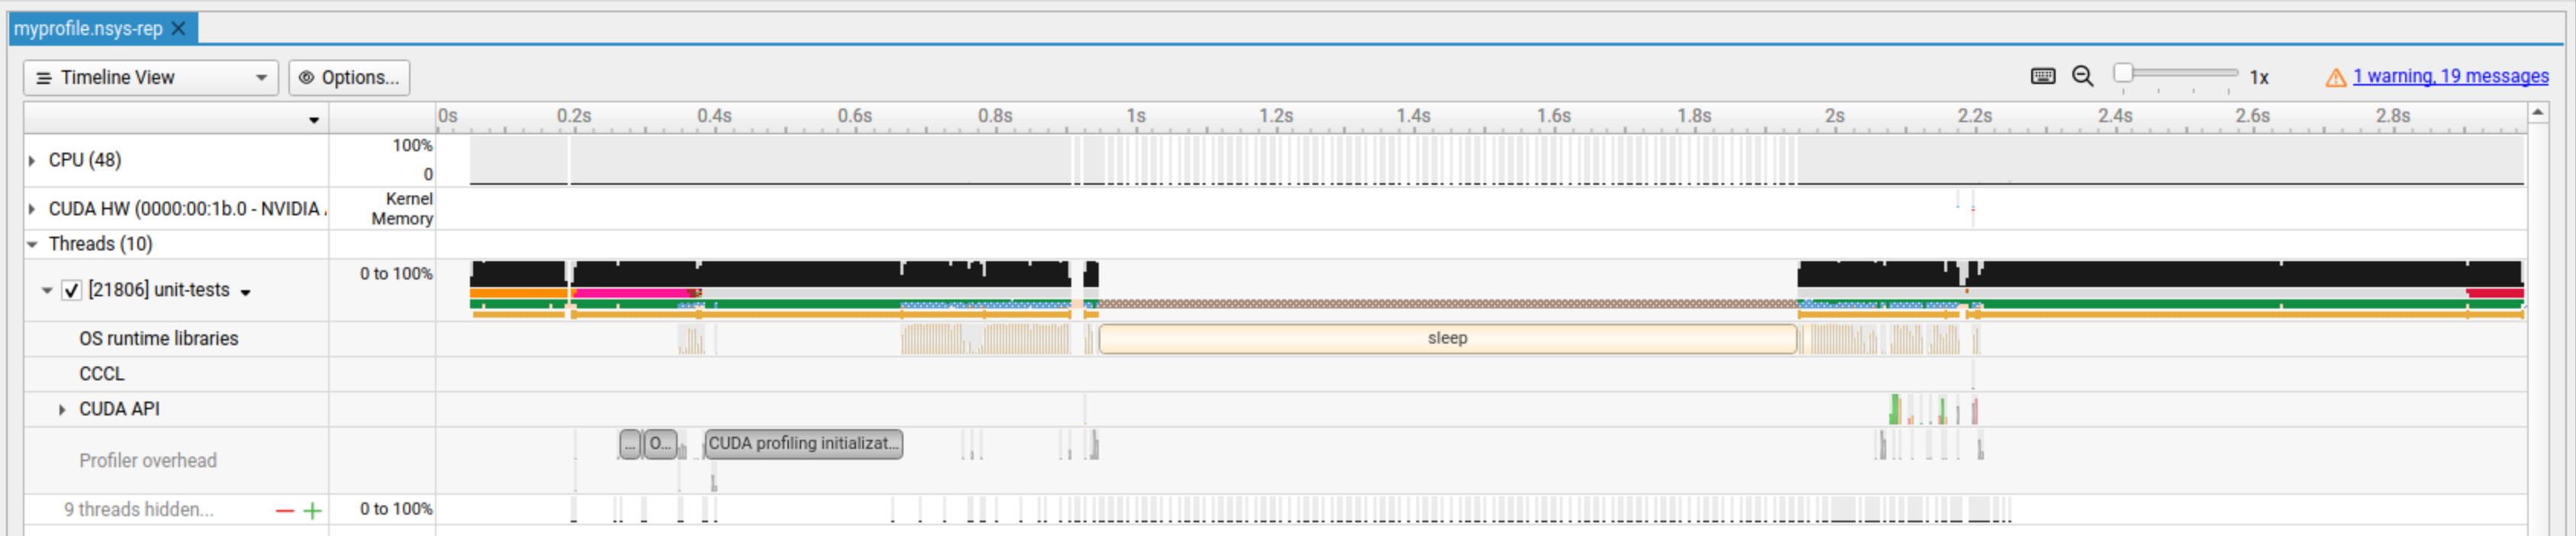 myprofile.nsys-rep
Timeline View Options... 1x 1 warning, 19 messages
0s 0.2s 0.4s 0.6s 0.8s 1s 1.2s 1.4s 1.6s 1.8s 2s 2.2s 2.4s 2.6s 2.8s
CPU (48) 100%
0
CUDA HW (0000:00:1b.0 - NVIDIA Kernel
Memory
Threads (10)
[21806] unit-tests 0 to 100%
OS runtime libraries sleep
CCCL
CUDA API
Profiler overhead ... O... CUDA profiling initializat...
9 threads hidden... 0 to 100%